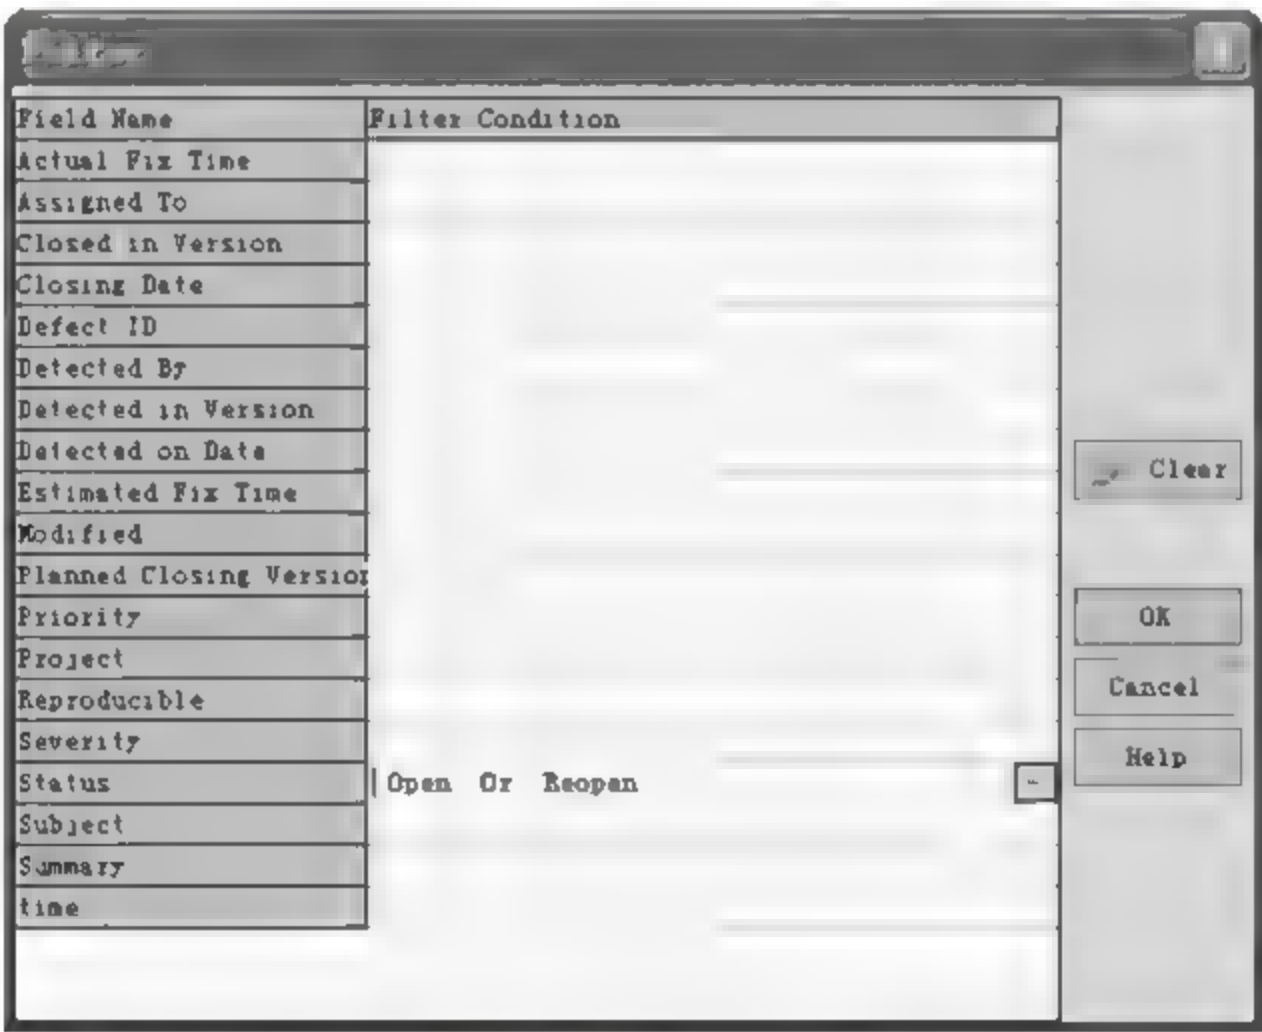 Filter
Field Name Filter Condition
Actual Fix Time
Assigned To
Closed in Version
Closing Date
Defect ID
Detected By
Detected in Version
Detected on Date
Estimated Fix Time
Modified
Planned Closing Version
Priority
Project
Reproducible
Severity
Status Open Or Reopen
Subject
Summary
time
Clear
OK
Cancel
Help